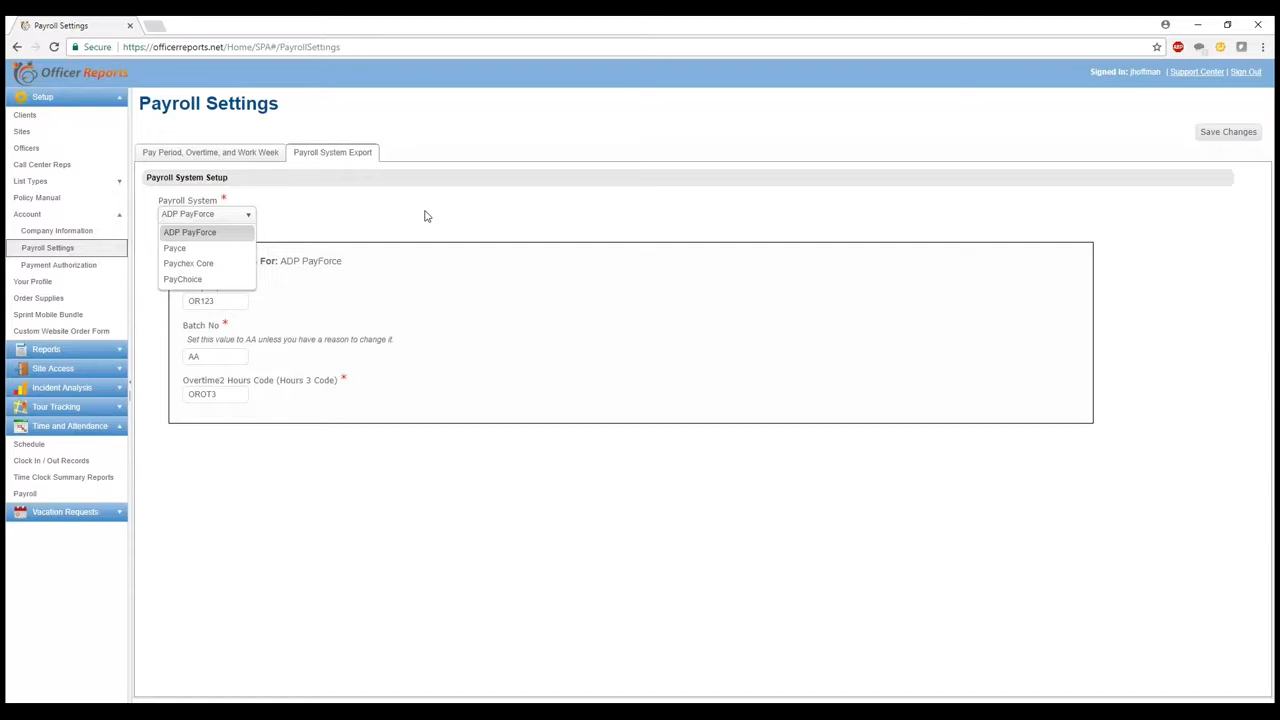 Payroll Settings
Secure https://officerreports.net/Home/SPA#/PayrollSettings
ABP
Officer Reports
Signed In: jhoffman | Support Center | Sign Out
Setup
Clients
Sites
Officers
Call Center Reps
List Types
Policy Manual
Account
Company Information
Payroll Settings
Payment Authorization
Your Profile
Order Supplies
Sprint Mobile Bundle
Custom Website Order Form
Reports
Site Access
Incident Analysis
Tour Tracking
Time and Attendance
Schedule
Clock In / Out Records
Time Clock Summary Reports
Payroll
Vacation Requests
Payroll Settings
Save Changes
Pay Period, Overtime, and Work Week
Payroll System Export
Payroll System Setup
Payroll System *
ADP PayForce
ADP PayForce
Payce
Paychex Core
PayChoice
For: ADP PayForce
OR123
Batch No *
Set this value to AA unless you have a reason to change it.
AA
Overtime2 Hours Code (Hours 3 Code) *
OROT3